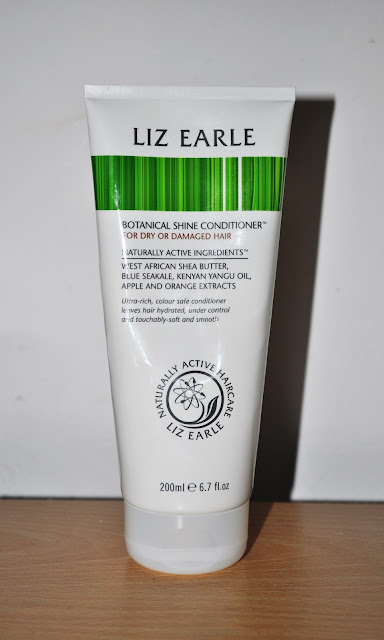 LIZ EARLE
BOTANICAL SHINE CONDITIONER™
FOR DRY OR DAMAGED HAIR
NATURALLY ACTIVE INGREDIENTS™
WEST AFRICAN SHEA BUTTER,
BLUE SEAKALE, KENYAN YANGU OIL,
APPLE AND ORANGE EXTRACTS
Ultra-rich, colour safe conditioner
leaves hair hydrated, under control
and touchably-soft and smooth
NATURALLY ACTIVE HAIRCARE
LIZ EARLE
200ml ℮ 6.7 fl.oz